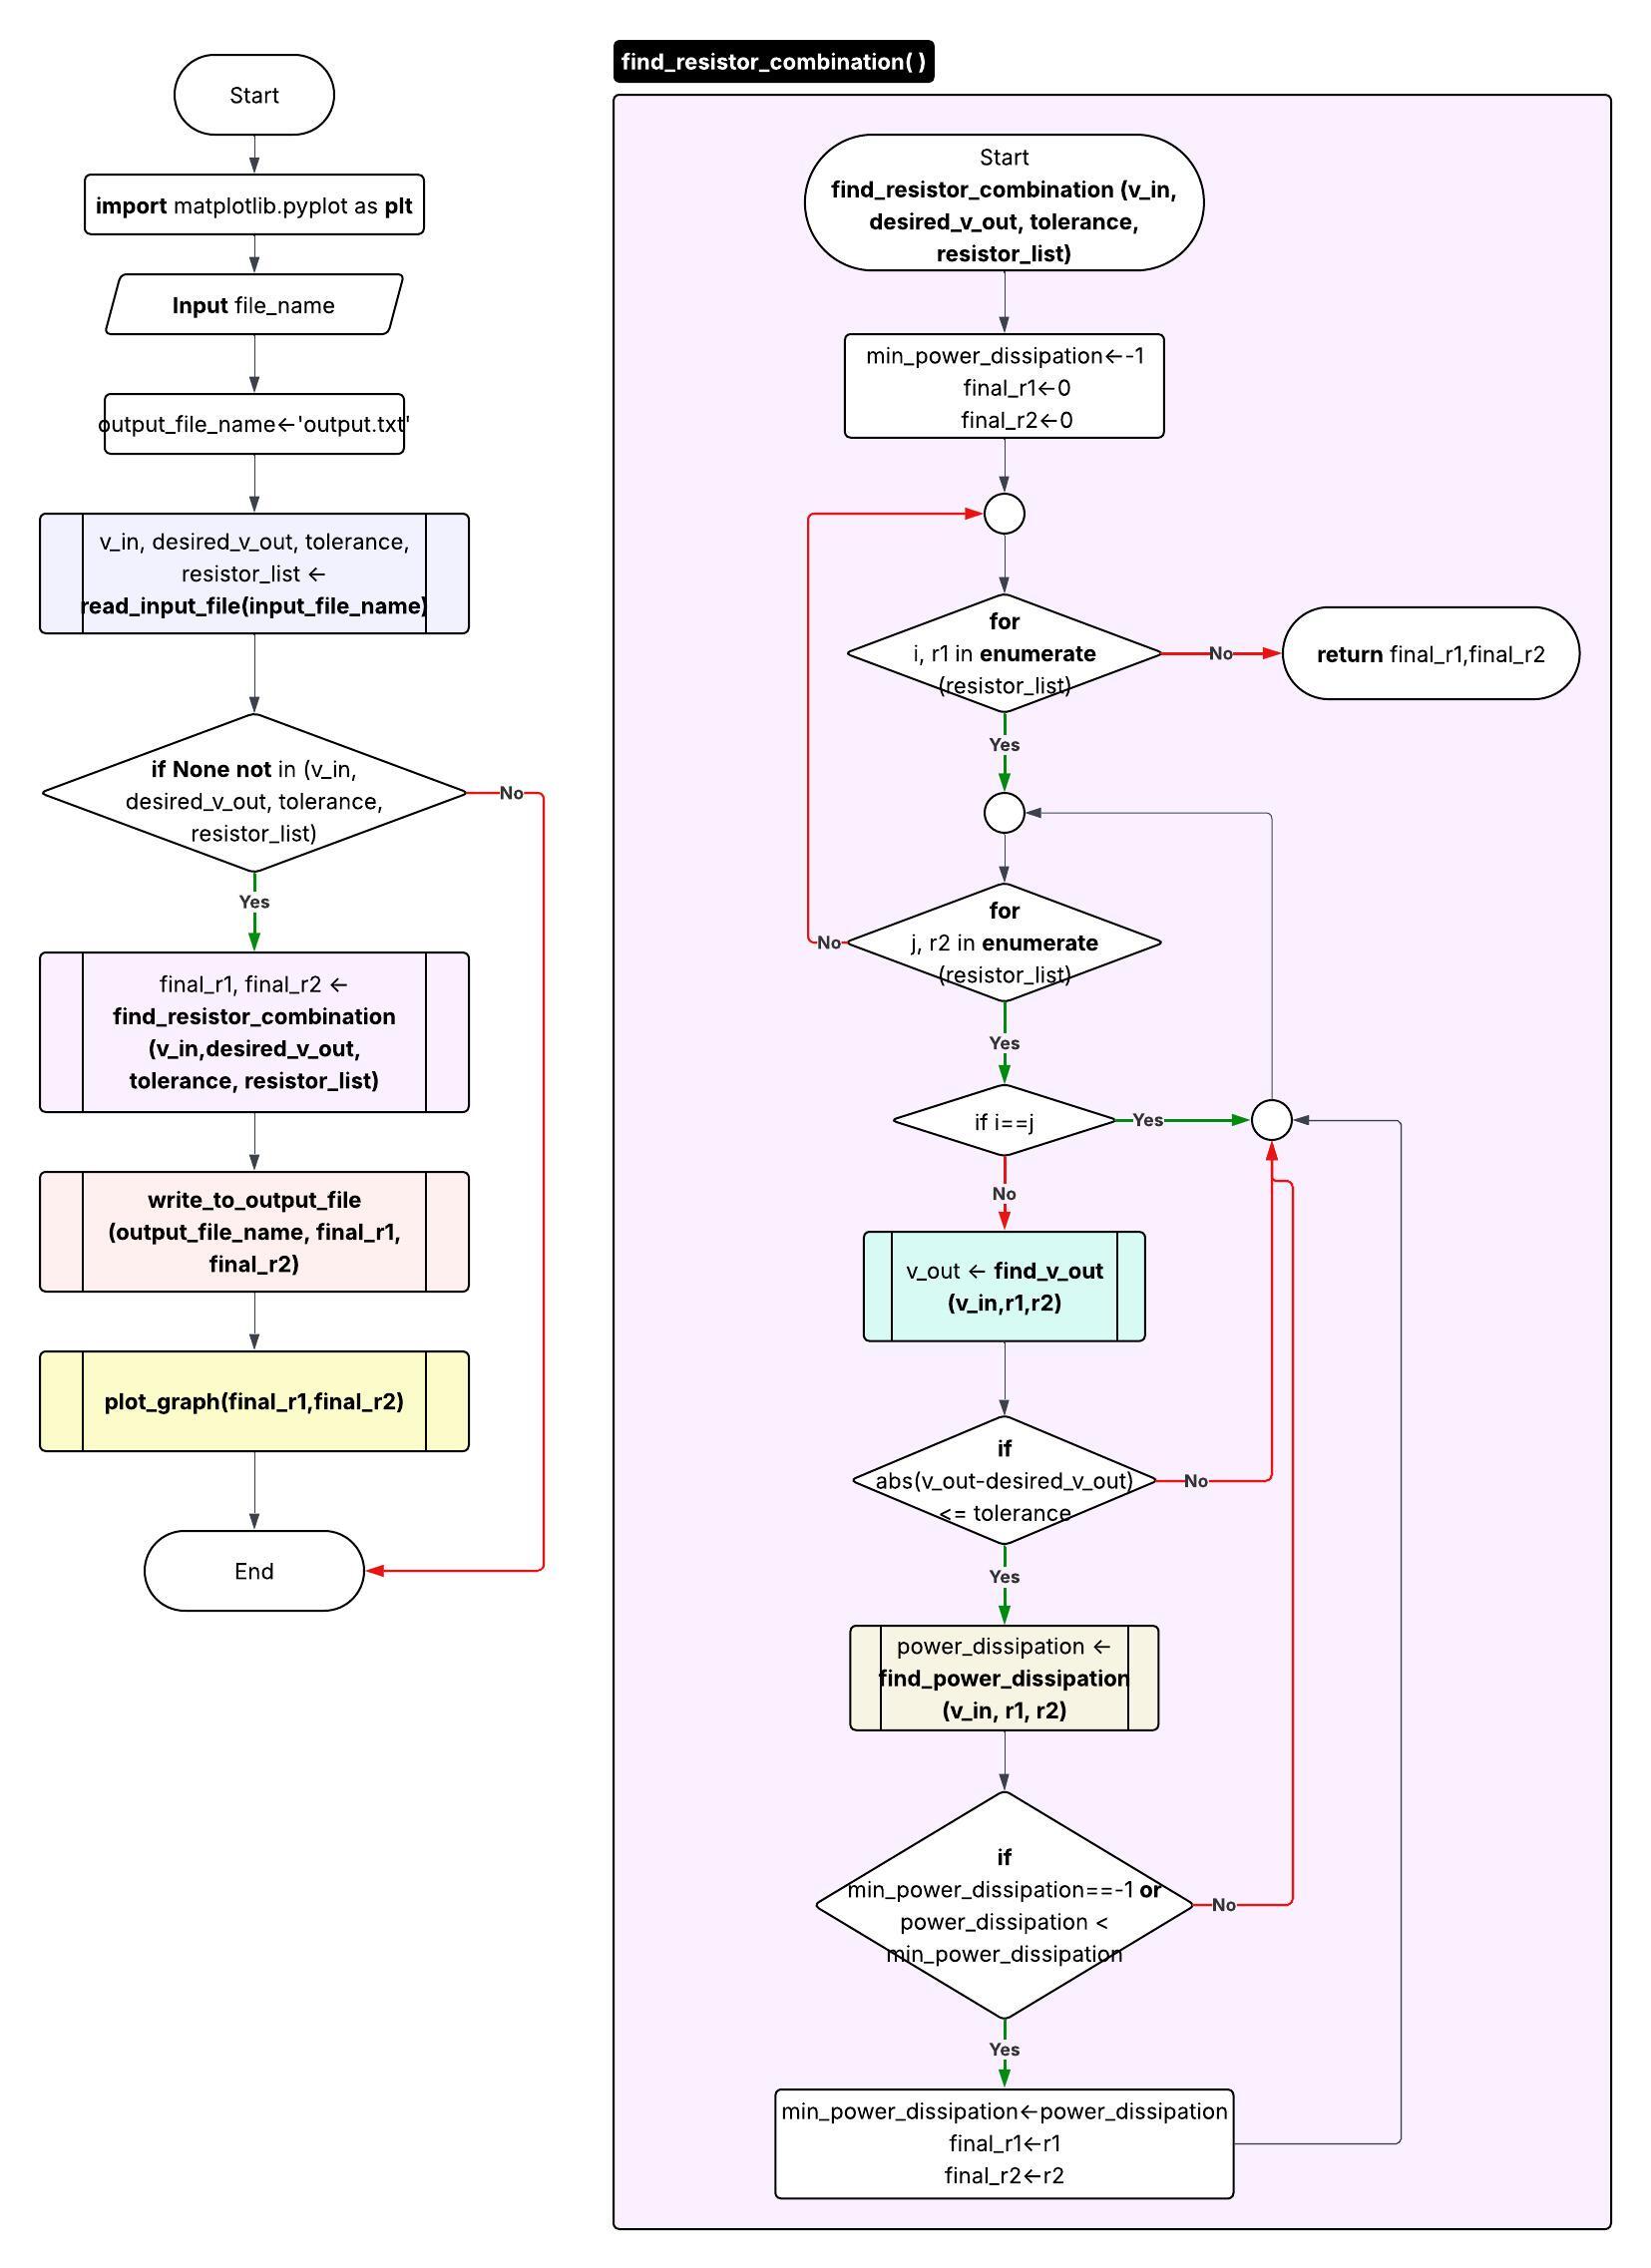 Start
import matplotlib.pyplot as plt
Input file_name
output_file_name←'output.txt'
v_in, desired_v_out, tolerance,
resistor_list ←
read_input_file(input_file_name)
if None not in (v_in,
desired_v_out, tolerance,
resistor_list)
No
Yes
final_r1, final_r2 ←
find_resistor_combination
(v_in,desired_v_out,
tolerance, resistor_list)
write_to_output_file
(output_file_name, final_r1,
final_r2)
plot_graph(final_r1,final_r2)
End
find_resistor_combination( )
Start
find_resistor_combination (v_in,
desired_v_out, tolerance,
resistor_list)
min_power_dissipation←-1
final_r1←0
final_r2←0
for
i, r1 in enumerate
(resistor_list)
No
return final_r1,final_r2
Yes
for
j, r2 in enumerate
(resistor_list)
No
Yes
if i==j
Yes
No
v_out ← find_v_out
(v_in,r1,r2)
if
abs(v_out-desired_v_out)
<= tolerance
No
Yes
power_dissipation ←
find_power_dissipation
(v_in, r1, r2)
if
min_power_dissipation==-1 or
power_dissipation <
min_power_dissipation
No
Yes
min_power_dissipation←power_dissipation
final_r1←r1
final_r2←r2